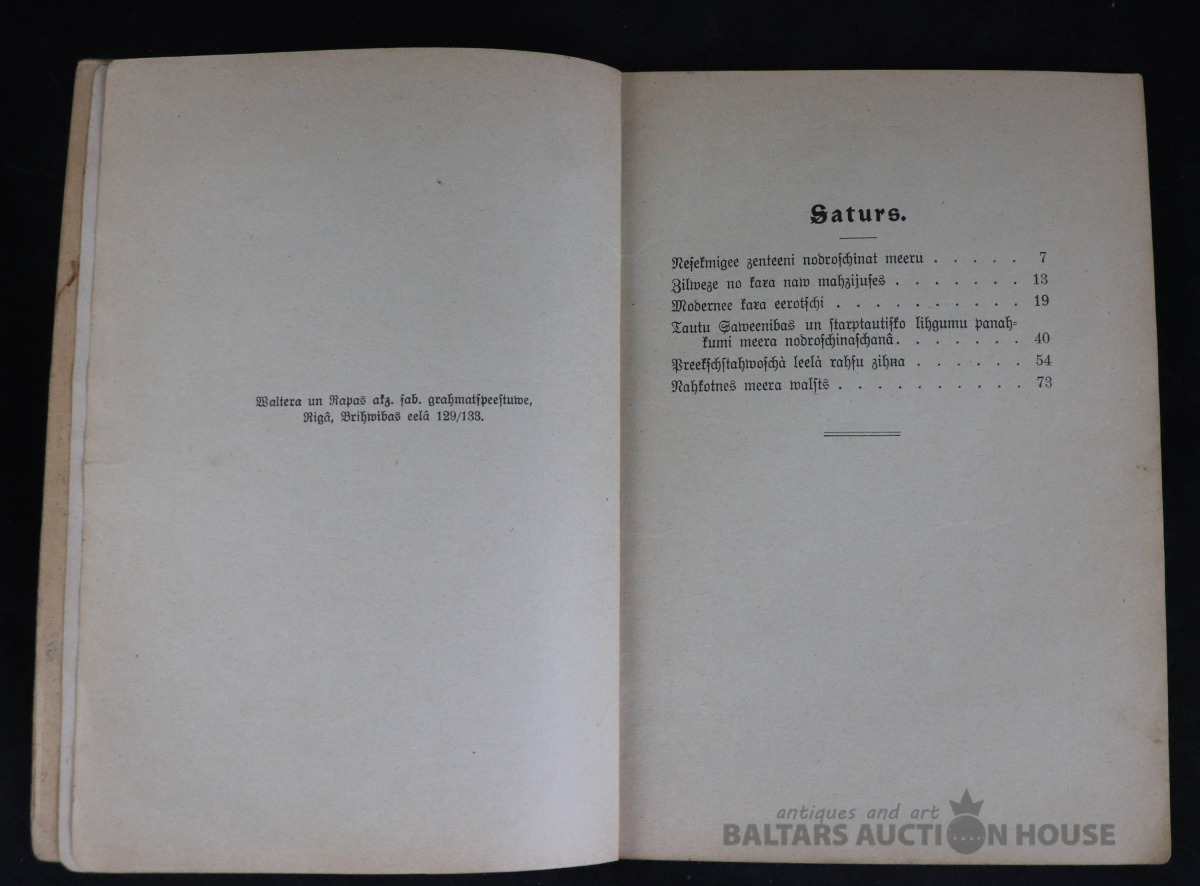 Waltera un Rapas akz. ſab. grahmatſpeeſtuwe,
Rigâ, Brihwibas eelâ 129/133.
Saturs.
Neſekmigee zenteeni nodroſchinat meeru . . . . . 7
Zilweze no kara naw mahzijuſes . . . . . . . 13
Modernee kara eerotſchi . . . . . . . . . . 19
Tautu Saweenibas un ſtarptautiſko lihgumu panah-
kumi meera nodroſchinaſchanâ. . . . . . . 40
Preekſchſtahwoſchà leelà rahſu zihna . . . . . . 54
Nahkotnes meera walſts . . . . . . . . . . 73
antiques and art
BALTARS AUCTION HOUSE